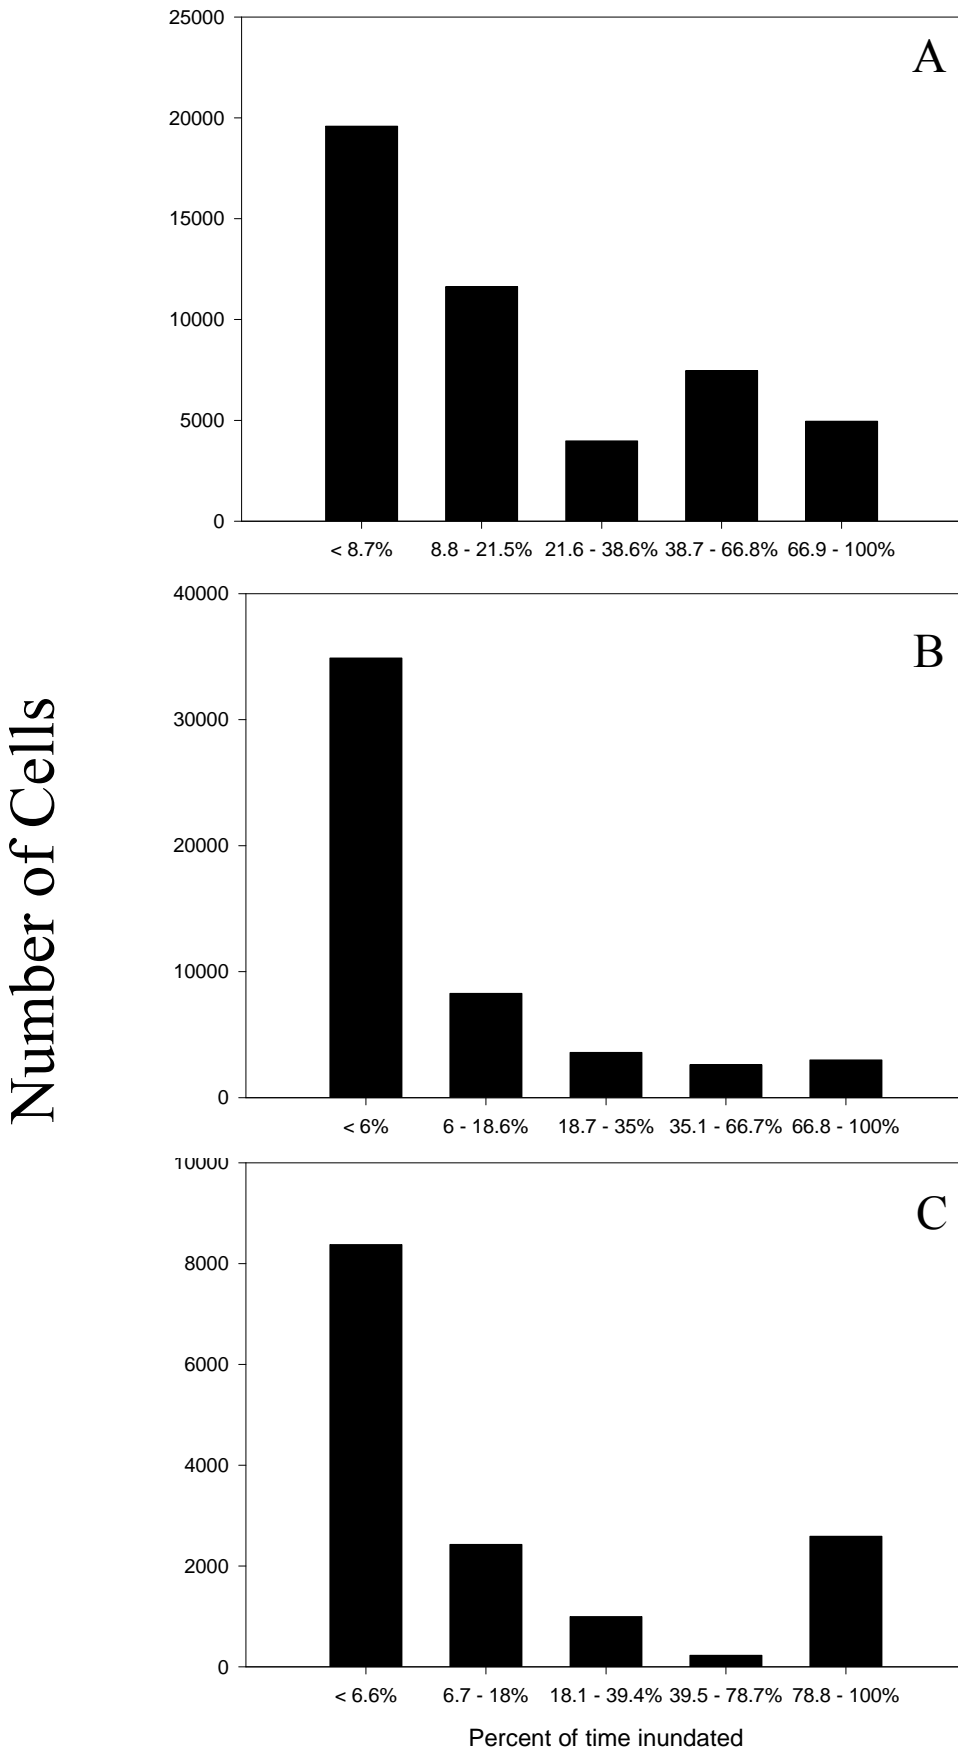 25000
A
20000
15000
10000
5000
0
< 8.7% 8.8 - 21.5% 21.6 - 38.6% 38.7 - 66.8% 66.9 - 100%
Number of Cells
40000
B
30000
20000
10000
0
< 6% 6 - 18.6% 18.7 - 35% 35.1 - 66.7% 66.8 - 100%
10000
C
8000
6000
4000
2000
0
< 6.6% 6.7 - 18% 18.1 - 39.4% 39.5 - 78.7% 78.8 - 100%
Percent of time inundated